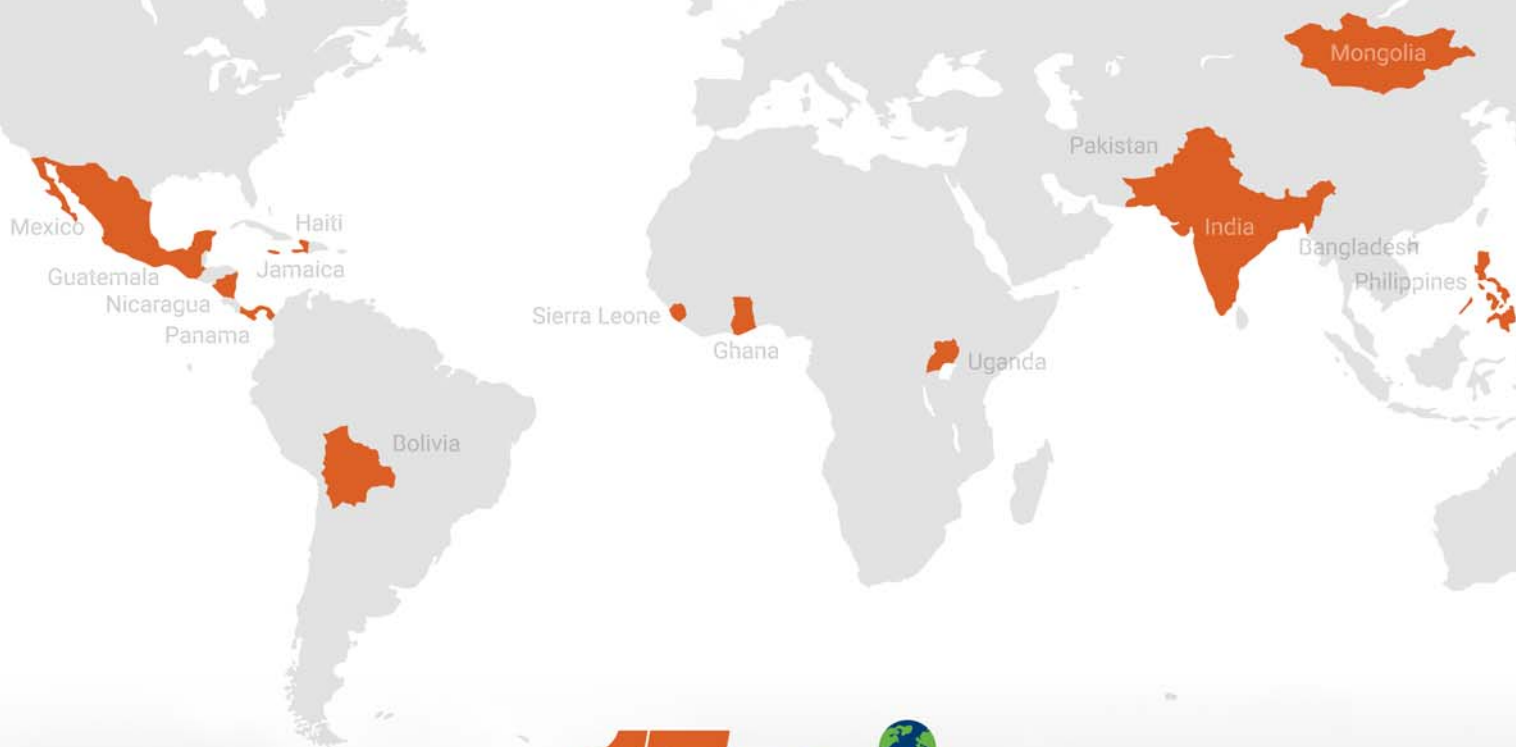 Mongolia
Pakistan
Mexico
Haiti
India
Bangladesh
Guatemala
Jamaica
Philippines
Nicaragua
Sierra Leone
Panama
Ghana
Uganda
Bolivia